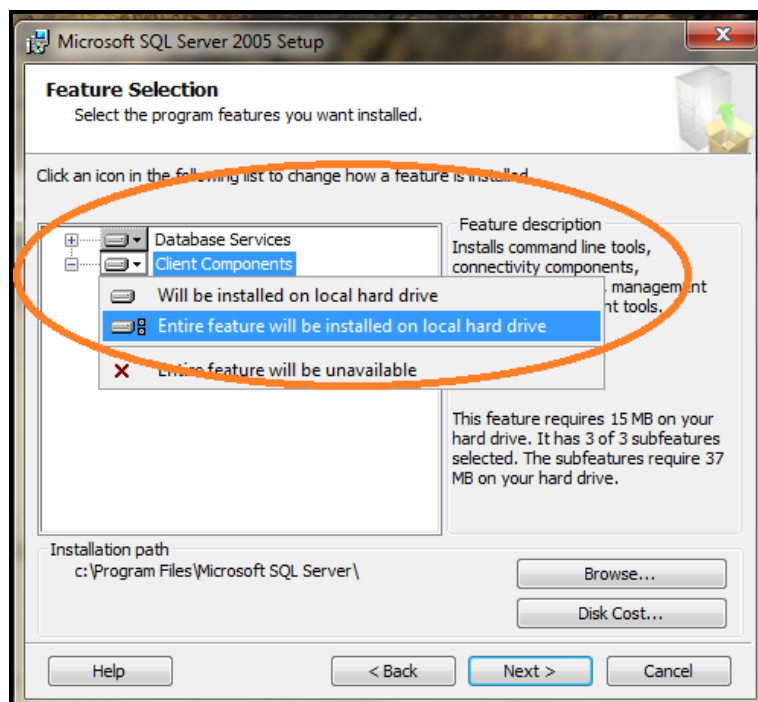 Microsoft SQL Server 2005 Setup
Feature Selection
Select the program features you want installed.
Click an icon in the following list to change how a feature is installed.
Database Services
Client Components
Will be installed on local hard drive
Entire feature will be installed on local hard drive
Entire feature will be unavailable
Feature description
Installs command line tools,
connectivity components,
management
nt tools.
This feature requires 15 MB on your
hard drive. It has 3 of 3 subfeatures
selected. The subfeatures require 37
MB on your hard drive.
Installation path
c:\Program Files\Microsoft SQL Server\
Browse...
Disk Cost...
Help
< Back
Next >
Cancel